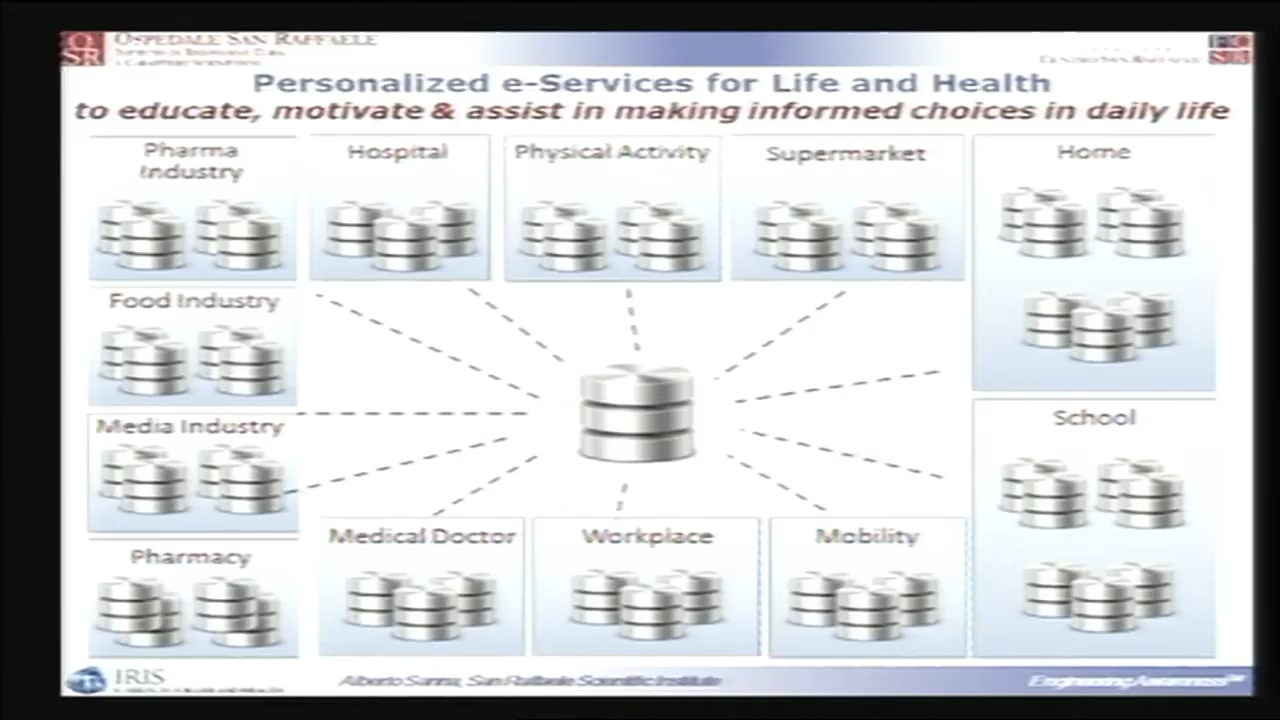 OSPEDALE SAN RAFFAELE
Personalized e-Services for Life and Health
to educate, motivate & assist in making informed choices in daily life
Pharma
Industry
Hospital
Physical Activity
Supermarket
Home
Food Industry
Media Industry
School
Pharmacy
Medical Doctor
Workplace
Mobility
IRIS
Alberto Sanna, San Raffaele Scientific Institute
Engineering Awareness